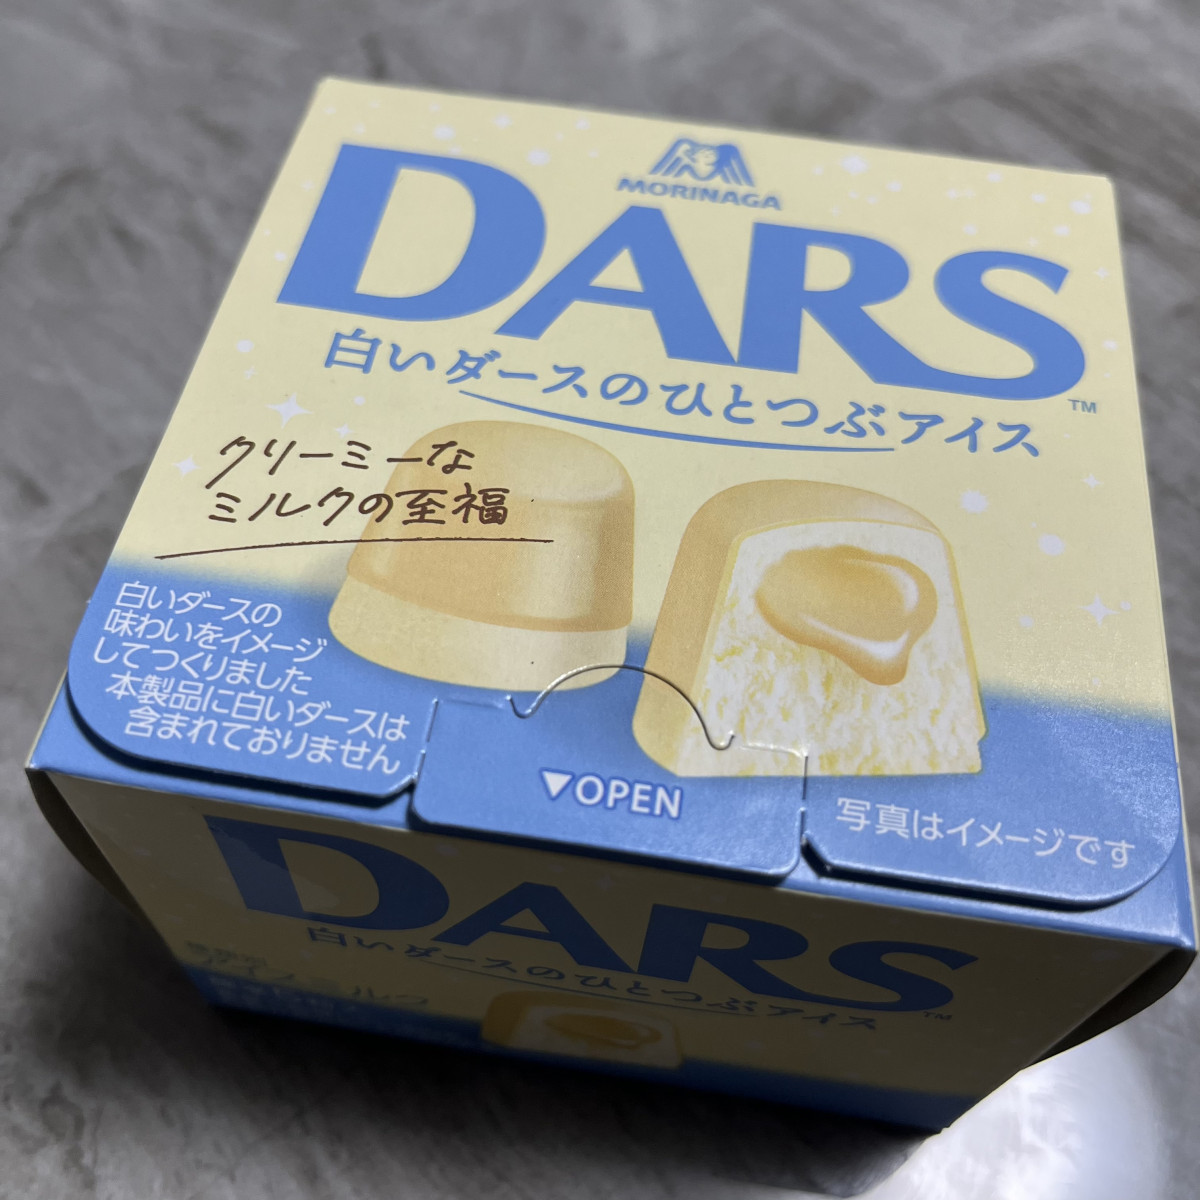 MORINAGA
DARS
TM
白いダースのひとつぶアイス
クリーミーな
ミルクの至福
白いダースの
味わいをイメージ
してつくりました
本製品に白いダースは
含まれておりません
▼OPEN
写真はイメージです
DARS
TM
白いダースのひとつぶアイス